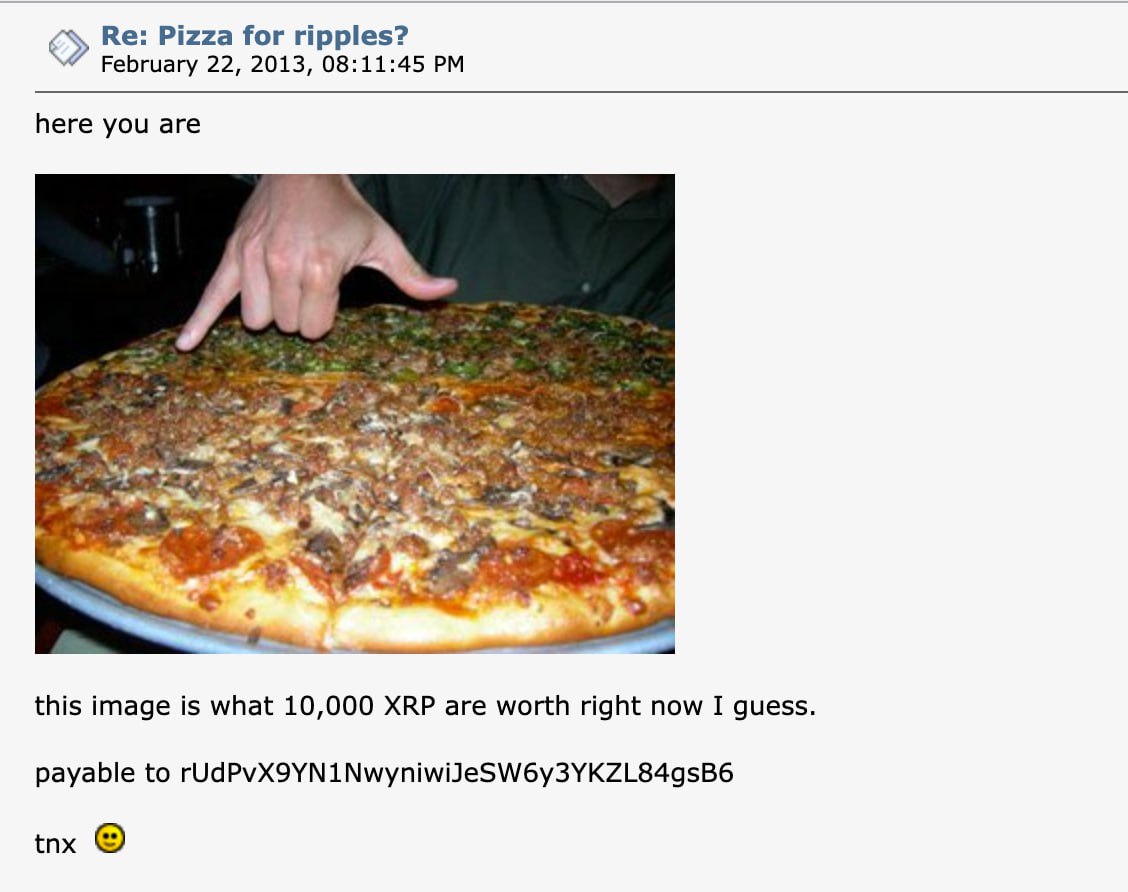 Re: Pizza for ripples?
February 22, 2013, 08:11:45 PM
here you are
this image is what 10,000 XRP are worth right now I guess.
payable to rUdPvX9YN1NwyniwiJeSW6y3YKZL84gsB6
tnx